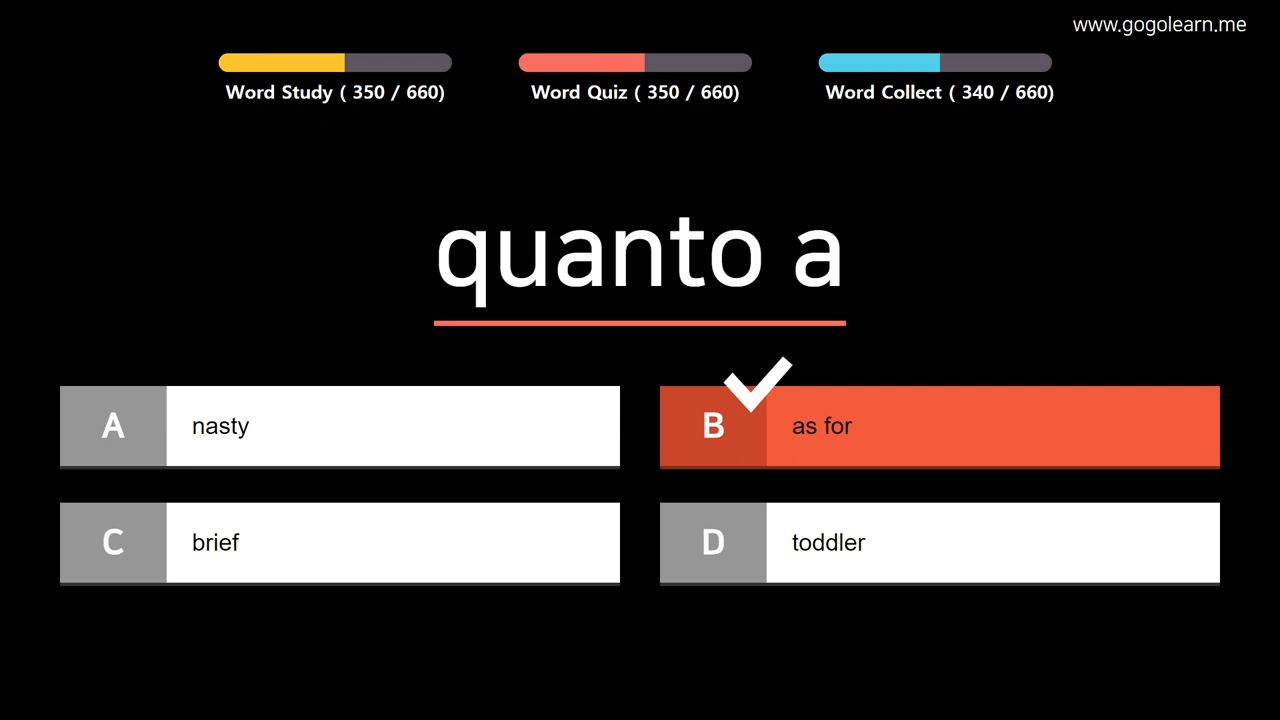 www.gogolearn.me
Word Study ( 350 / 660)
Word Quiz ( 350 / 660)
Word Collect ( 340 / 660)
quanto a
A nasty
B as for
C brief
D toddler